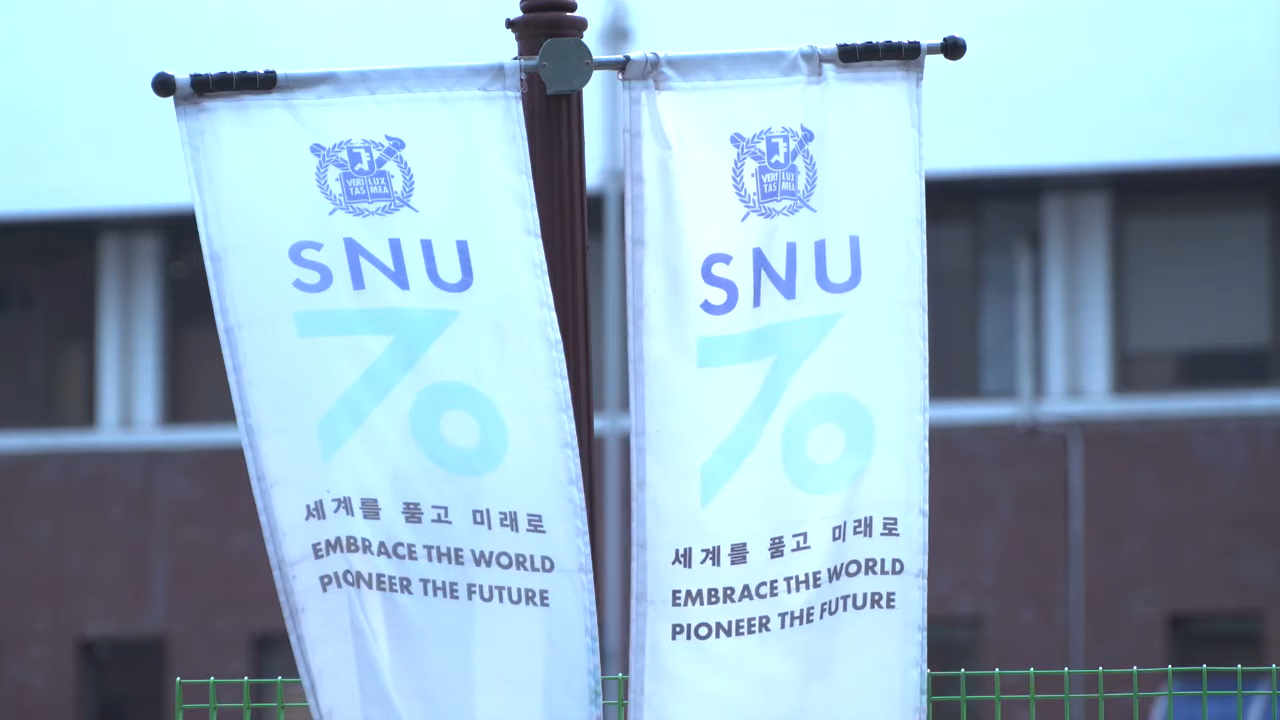 VERI LUX
TAS MEA
SNU
70
세계를 품고 미래로
EMBRACE THE WORLD
PIONEER THE FUTURE
VERI LUX
TAS MEA
SNU
70
세계를 품고 미래로
EMBRACE THE WORLD
PIONEER THE FUTURE